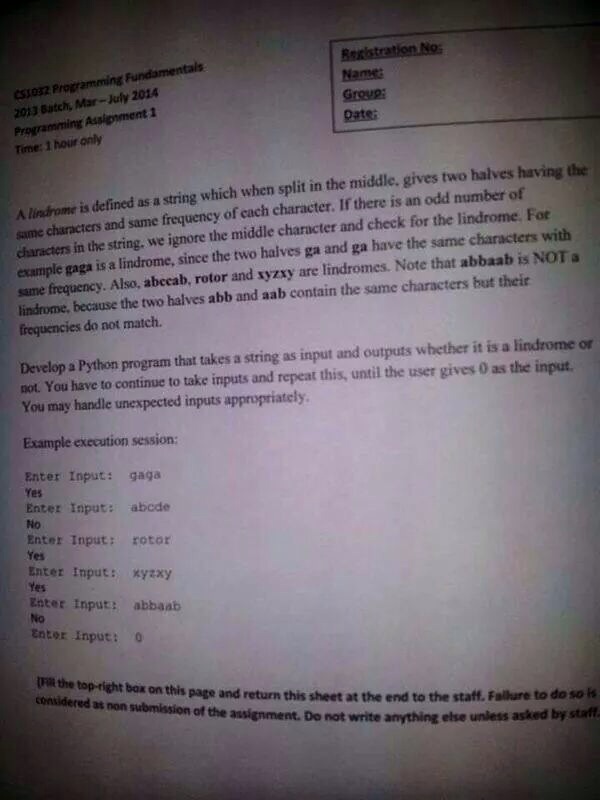 CS1032 Programming Fundamentals
2013 Batch, Mar – July 2014
Programming Assignment 1
Time: 1 hour only
Registration No:
Name:
Group:
Date:
A lindrome is defined as a string which when split in the middle, gives two halves having the
same characters and same frequency of each character. If there is an odd number of
characters in the string, we ignore the middle character and check for the lindrome. For
example gaga is a lindrome, since the two halves ga and ga have the same characters with
same frequency. Also, abccab, rotor and xyzxy are lindromes. Note that abbaab is NOT a
lindrome, because the two halves abb and aab contain the same characters but their
frequencies do not match.
Develop a Python program that takes a string as input and outputs whether it is a lindrome or
not. You have to continue to take inputs and repeat this, until the user gives 0 as the input.
You may handle unexpected inputs appropriately.
Example execution session:
Enter Input: gaga
Yes
Enter Input: abcde
No
Enter Input: rotor
Yes
Enter Input: xyzxy
Yes
Enter Input: abbaab
No
Enter Input: 0
[Fill the top-right box on this page and return this sheet at the end to the staff. Failure to do so is
considered as non submission of the assignment. Do not write anything else unless asked by staff.